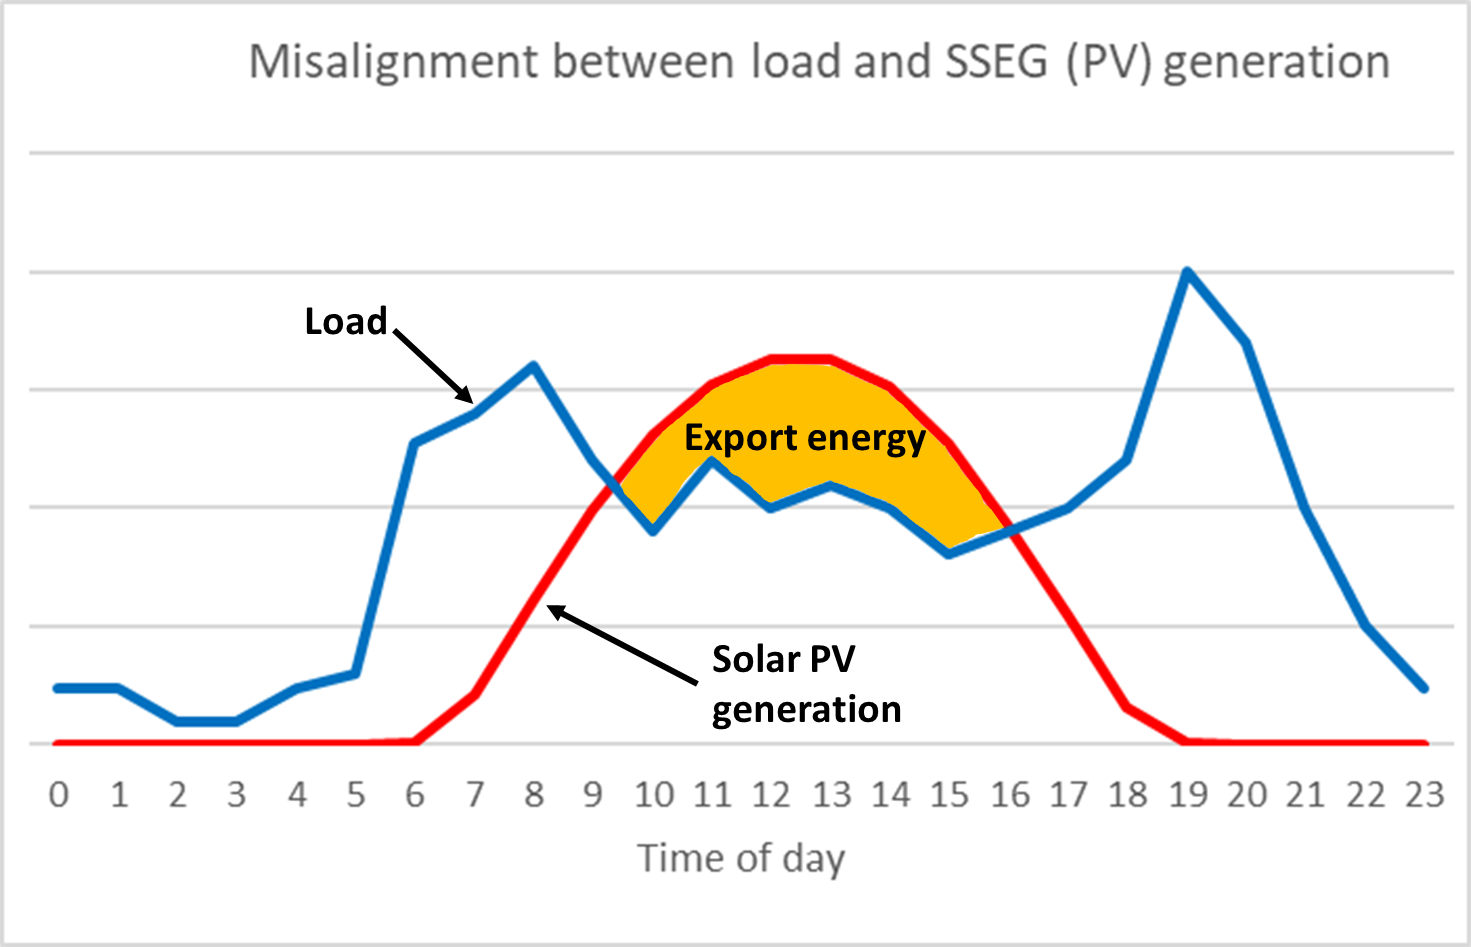 Misalignment between load and SSEG (PV) generation
Load
Export energy
Solar PV
generation
0 1 2 3 4 5 6 7 8 9 10 11 12 13 14 15 16 17 18 19 20 21 22 23
Time of day